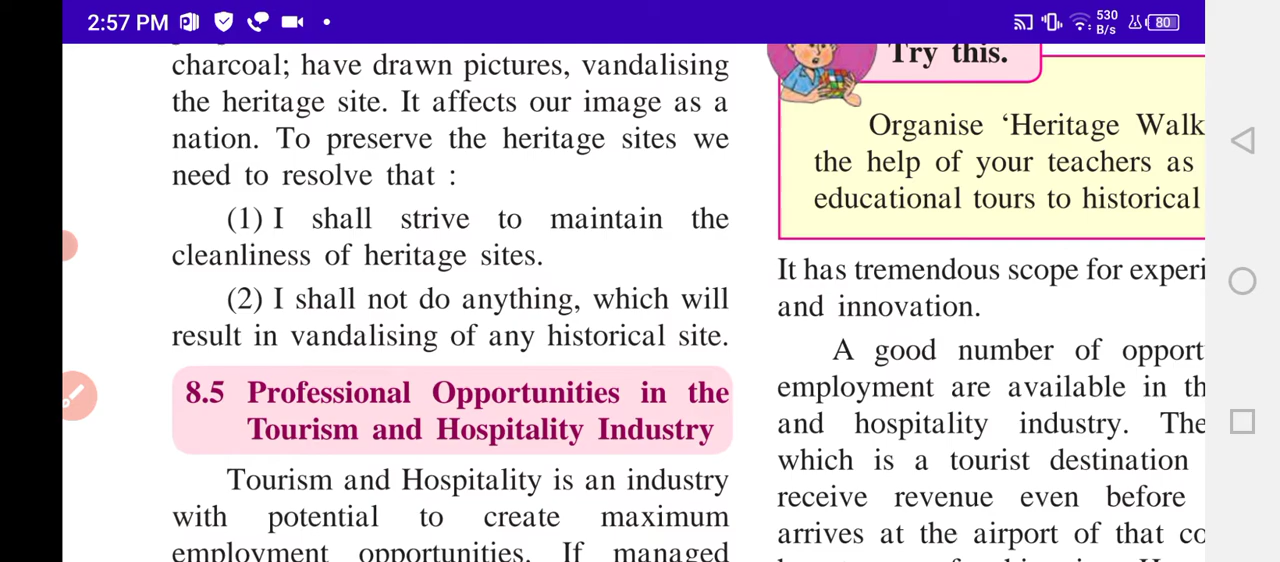 2:57 PM
530
B/s
80
charcoal; have drawn pictures, vandalising
the heritage site. It affects our image as a
nation. To preserve the heritage sites we
need to resolve that :
(1) I shall strive to maintain the
cleanliness of heritage sites.
(2) I shall not do anything, which will
result in vandalising of any historical site.
8.5 Professional Opportunities in the
Tourism and Hospitality Industry
Tourism and Hospitality is an industry
with potential to create maximum
employment opportunities. If managed
Try this.
Organise ‘Heritage Walk
the help of your teachers as
educational tours to historical
It has tremendous scope for experi
and innovation.
A good number of opport
employment are available in th
and hospitality industry. The
which is a tourist destination
receive revenue even before
arrives at the airport of that co